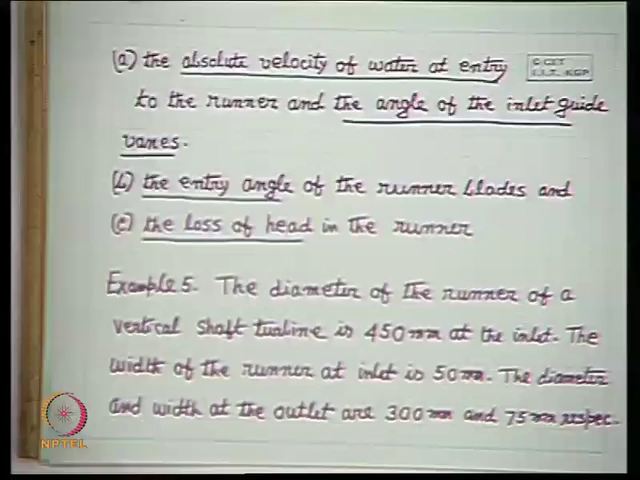 (a) the absolute velocity of water at entry
© CET
I.I.T. KGP
to the runner and the angle of the inlet guide
vanes.
(b) the entry angle of the runner blades and
(c) the loss of head in the runner
Example 5. The diameter of the runner of a
vertical shaft turbine is 450 mm at the inlet. The
width of the runner at inlet is 50 mm. The diameter
and width at the outlet are 300 mm and 75 mm respec.
NPTEL